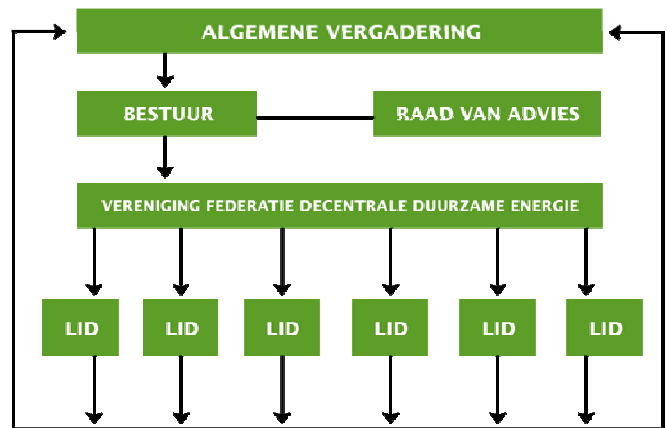 ALGEMENE VERGADERING
BESTUUR
RAAD VAN ADVIES
VERENIGING FEDERATIE DECENTRALE DUURZAME ENERGIE
LID
LID
LID
LID
LID
LID